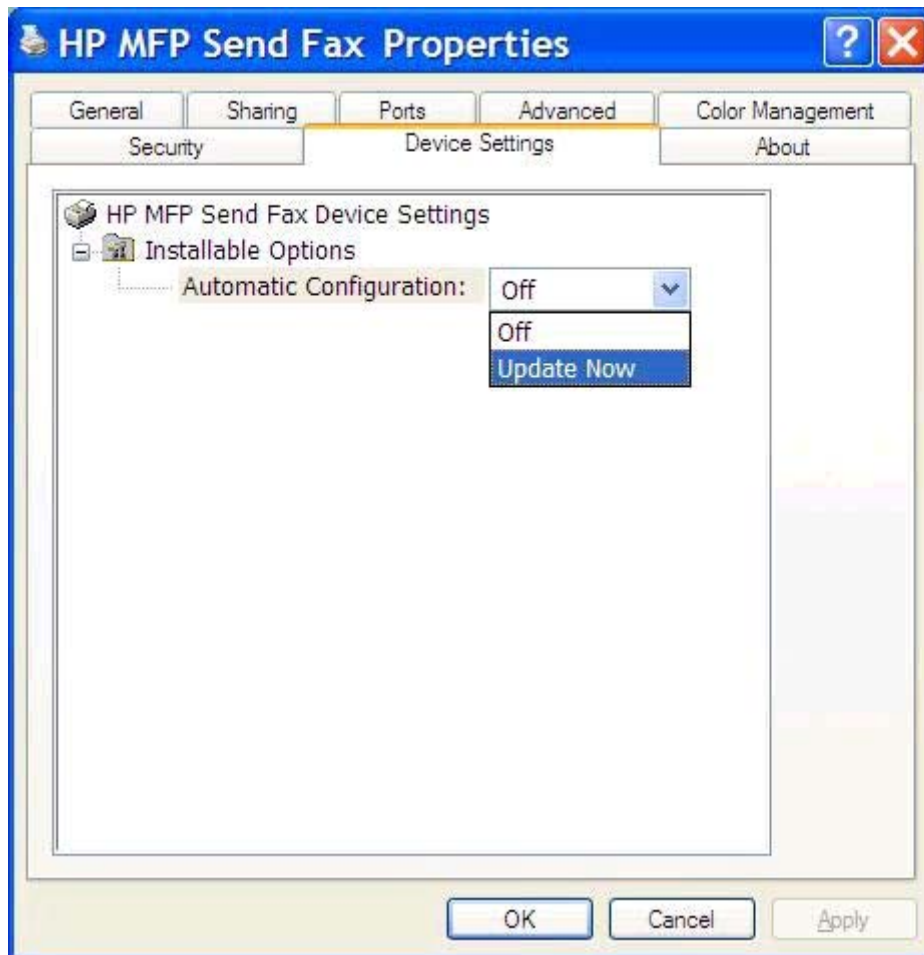 HP MFP Send Fax Properties ? X
General Sharing Ports Advanced Color Management
Security Device Settings About
HP MFP Send Fax Device Settings
Installable Options
Automatic Configuration: Off
Off
Update Now
OK Cancel Apply